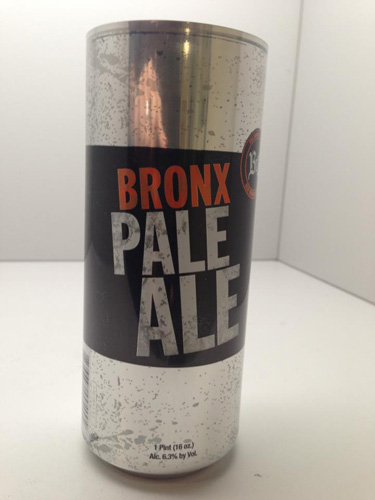 BRONX
PALE
ALE
1 Pint (16 oz.)
Alc. 6.3% by Vol.